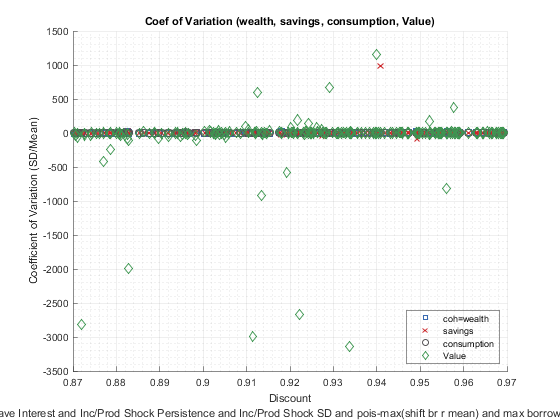 Coef of Variation (wealth, savings, consumption, Value)
1500
1000
500
0
-500
-1000
-1500
-2000
-2500
-3000
-3500
Coefficient of Variation (SD/Mean)
coh=wealth
savings
consumption
Value
0.87 0.88 0.89 0.9 0.91 0.92 0.93 0.94 0.95 0.96 0.97
Discount
ave Interest and Inc/Prod Shock Persistence and Inc/Prod Shock SD and pois-max(shift br r mean) and max borrow